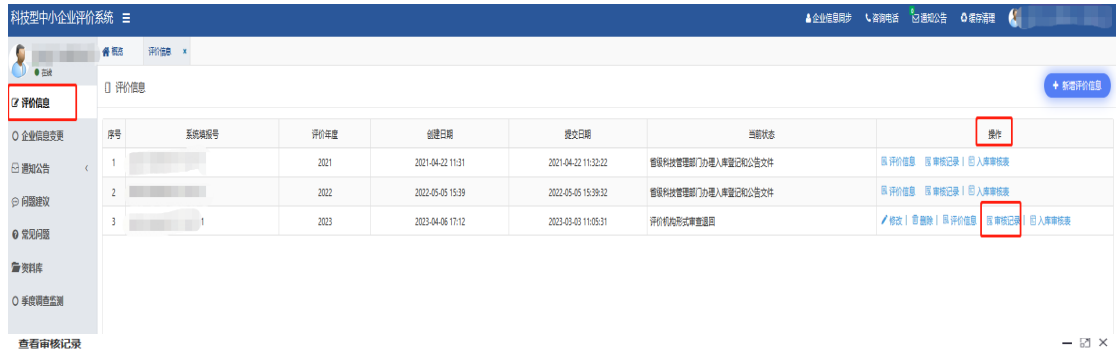 科技型中小企业评价系统
企业信息同步 咨询电话 通知公告 缓存清理
在线
概览 评价信息 x
评价信息
新增评价信息
评价信息
企业信息变更
通知公告
问题建议
常见问题
资料库
季度调查监测
序号 系统填报号 评价年度 创建日期 提交日期 当前状态 操作
1 2021 2021-04-22 11:31 2021-04-22 11:32:22 省级科技管理部门办理入库登记和公告文件 评价信息 审核记录 | 入库审核表
2 2022 2022-05-05 15:39 2022-05-05 15:39:32 省级科技管理部门办理入库登记和公告文件 评价信息 审核记录 | 入库审核表
3 1 2023 2023-04-06 17:12 2023-03-03 11:05:31 评价机构形式审查退回 修改 | 删除 | 评价信息 审核记录 | 入库审核表
查看审核记录